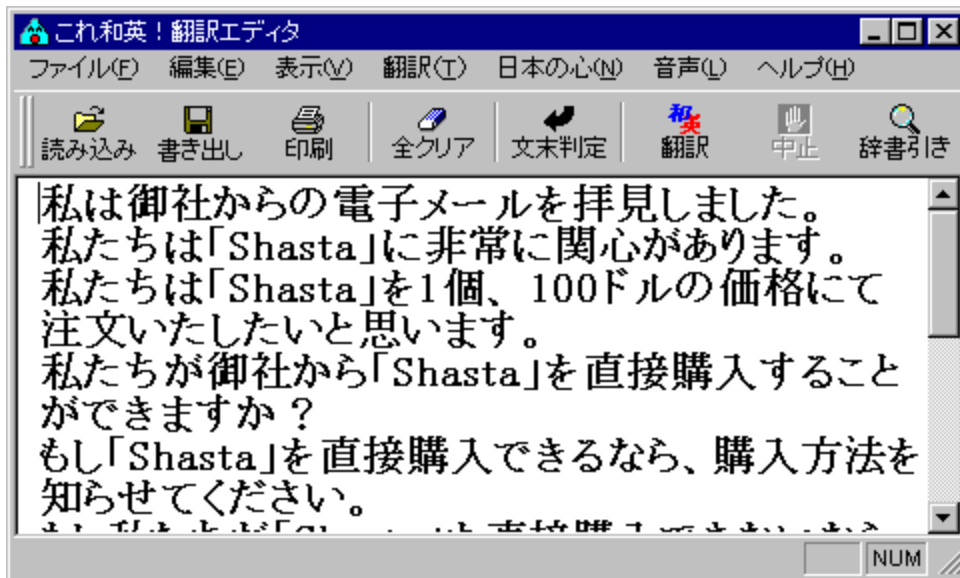 これ和英！翻訳エディタ
ファイル(F) 編集(E) 表示(V) 翻訳(T) 日本の心(N) 音声(L) ヘルプ(H)
読み込み 書き出し 印刷 全クリア 文末判定 和英 翻訳 中止 辞書引き
私は御社からの電子メールを拝見しました。
私たちは「Shasta」に非常に関心があります。
私たちは「Shasta」を1個、100ドルの価格にて
注文いたしたいと思います。
私たちが御社から「Shasta」を直接購入すること
ができますか？
もし「Shasta」を直接購入できるなら、購入方法を
知らせてください。
NUM